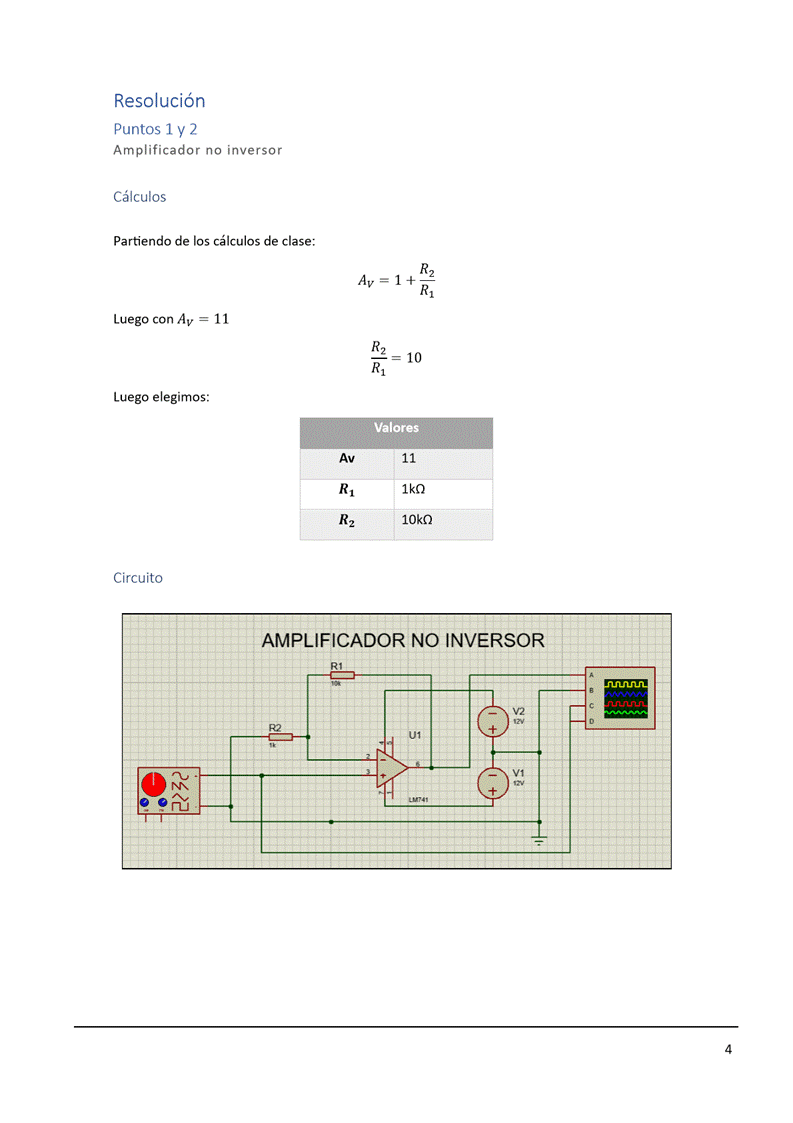 Resolución
Puntos 1 y 2
Amplificador no inversor
Cálculos
Partiendo de los cálculos de clase:
A_V = 1 + R_2/R_1
Luego con A_V = 11
R_2/R_1 = 10
Luego elegimos:
Valores
Av 11
R_1 1kΩ
R_2 10kΩ
Circuito
AMPLIFICADOR NO INVERSOR
R1
10k
R2
1k
U1
LM741
V2
12V
V1
12V
A
B
C
D
4
5
2
3
6
7
1
4